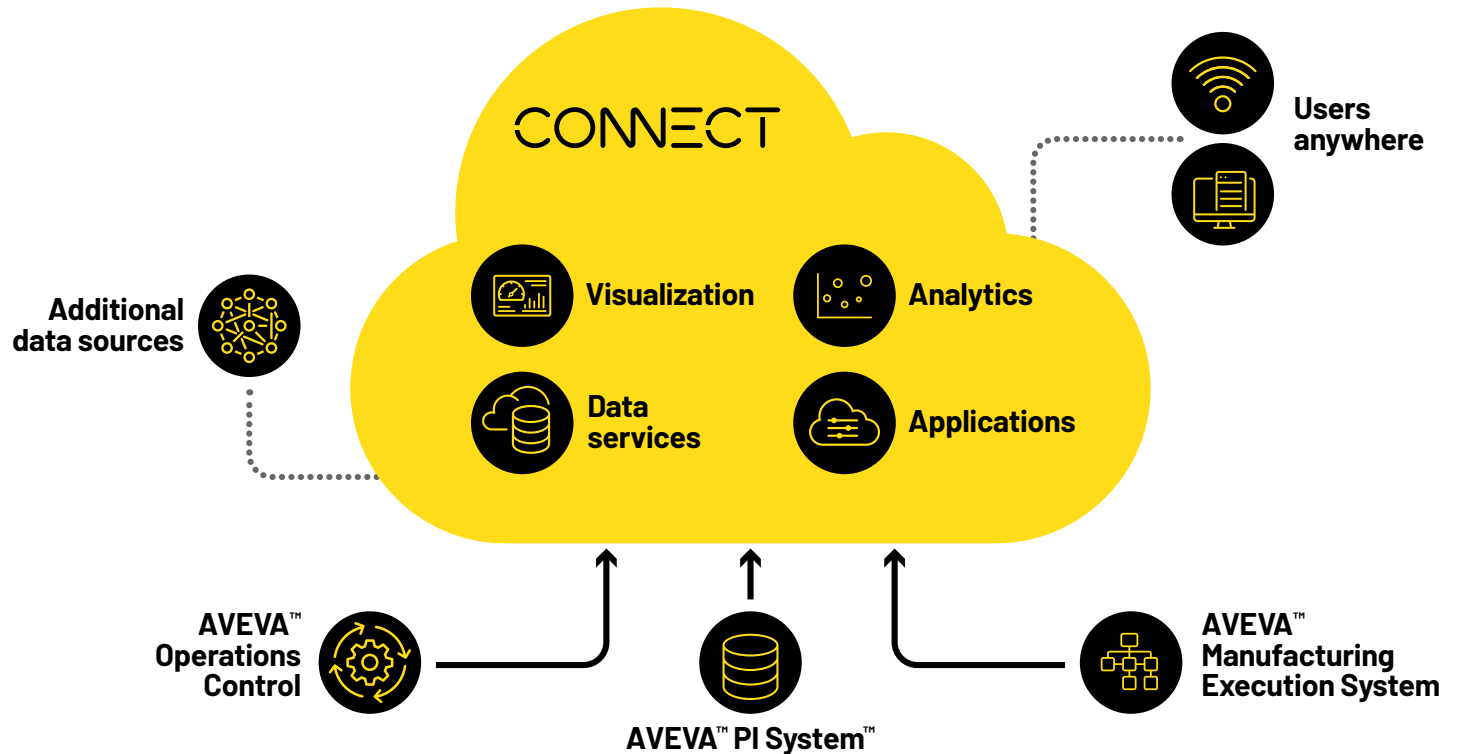 CONNECT
Users
anywhere
Visualization
Analytics
Additional
data sources
Data
services
Applications
AVEVA™
Operations
Control
AVEVA™ PI System™
AVEVA™
Manufacturing
Execution System